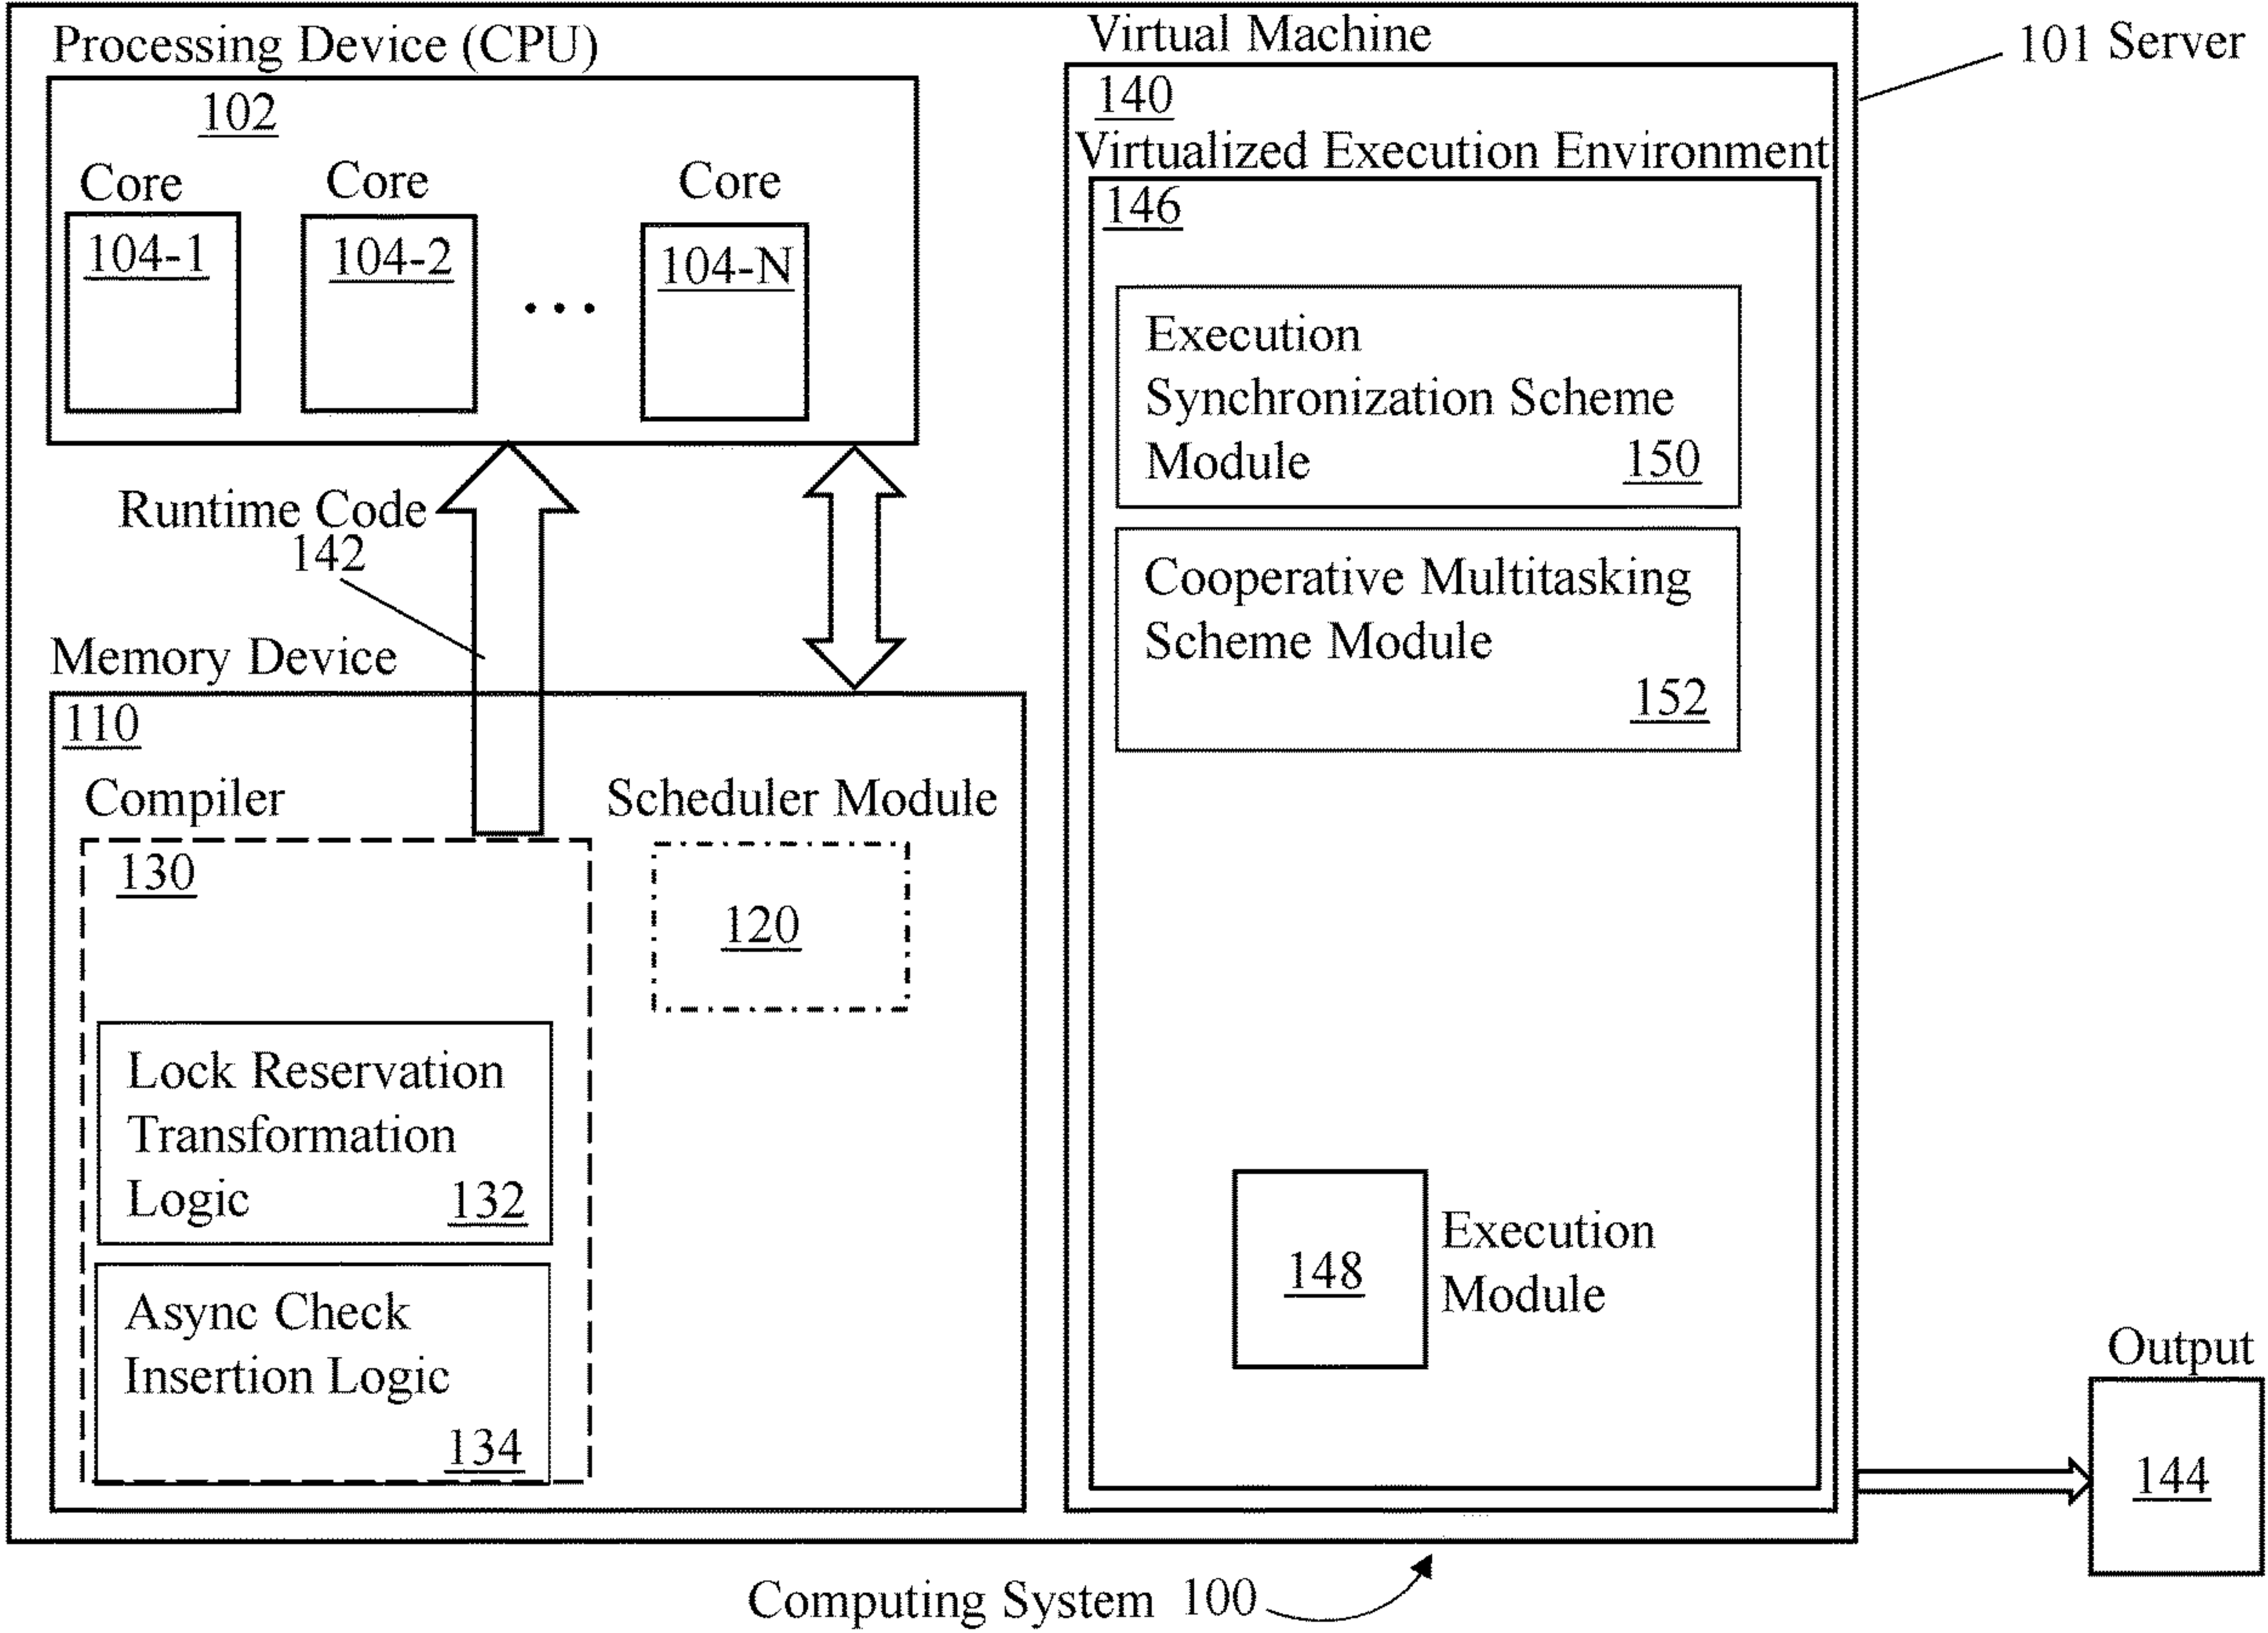 Processing Device (CPU)
102
Core
104-1
Core
104-2
...
Core
104-N
Runtime Code
142
Memory Device
110
Compiler
130
Lock Reservation
Transformation
Logic 132
Async Check
Insertion Logic
134
Scheduler Module
120
Virtual Machine
140
Virtualized Execution Environment
146
Execution
Synchronization Scheme
Module 150
Cooperative Multitasking
Scheme Module
152
148
Execution
Module
101 Server
Output
144
Computing System 100